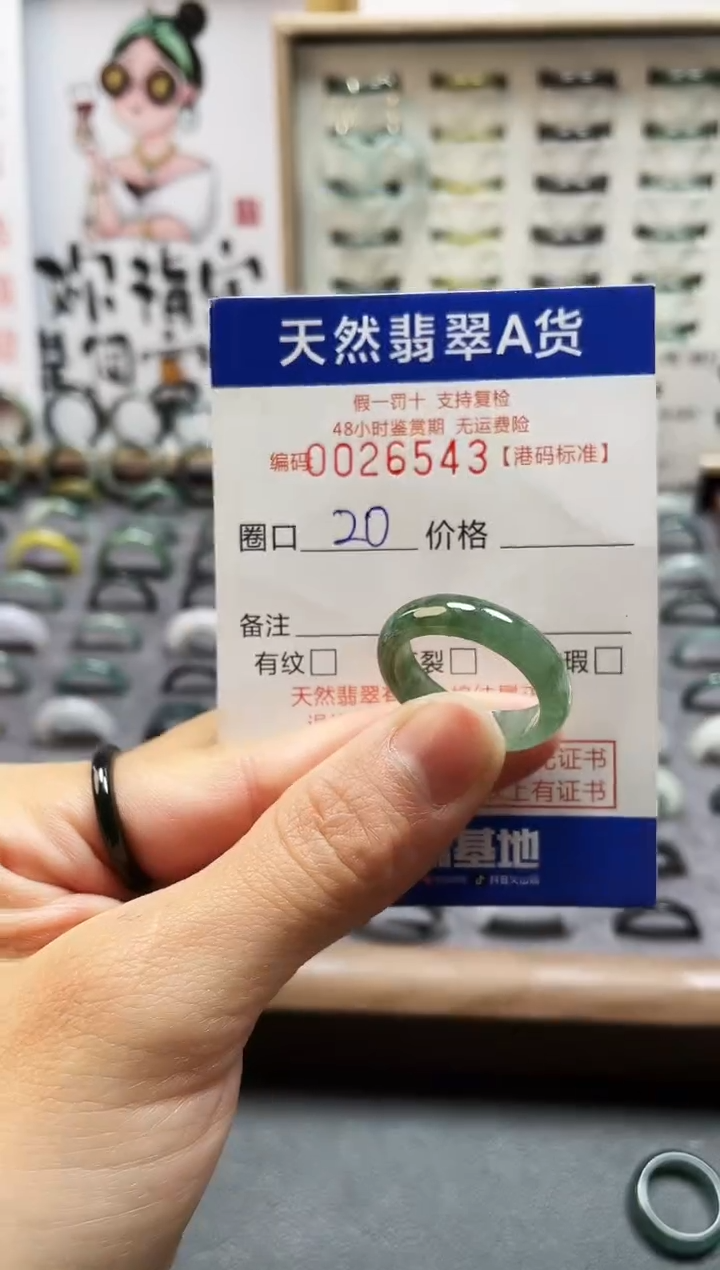 天然翡翠A货
假一罚十 支持复检
48小时鉴赏期 无运费险
编码0026543【港码标准】
圈口 20 价格
备注
有纹□ 裂□ 瑕□
天然翡翠有
证书
上有证书
基地